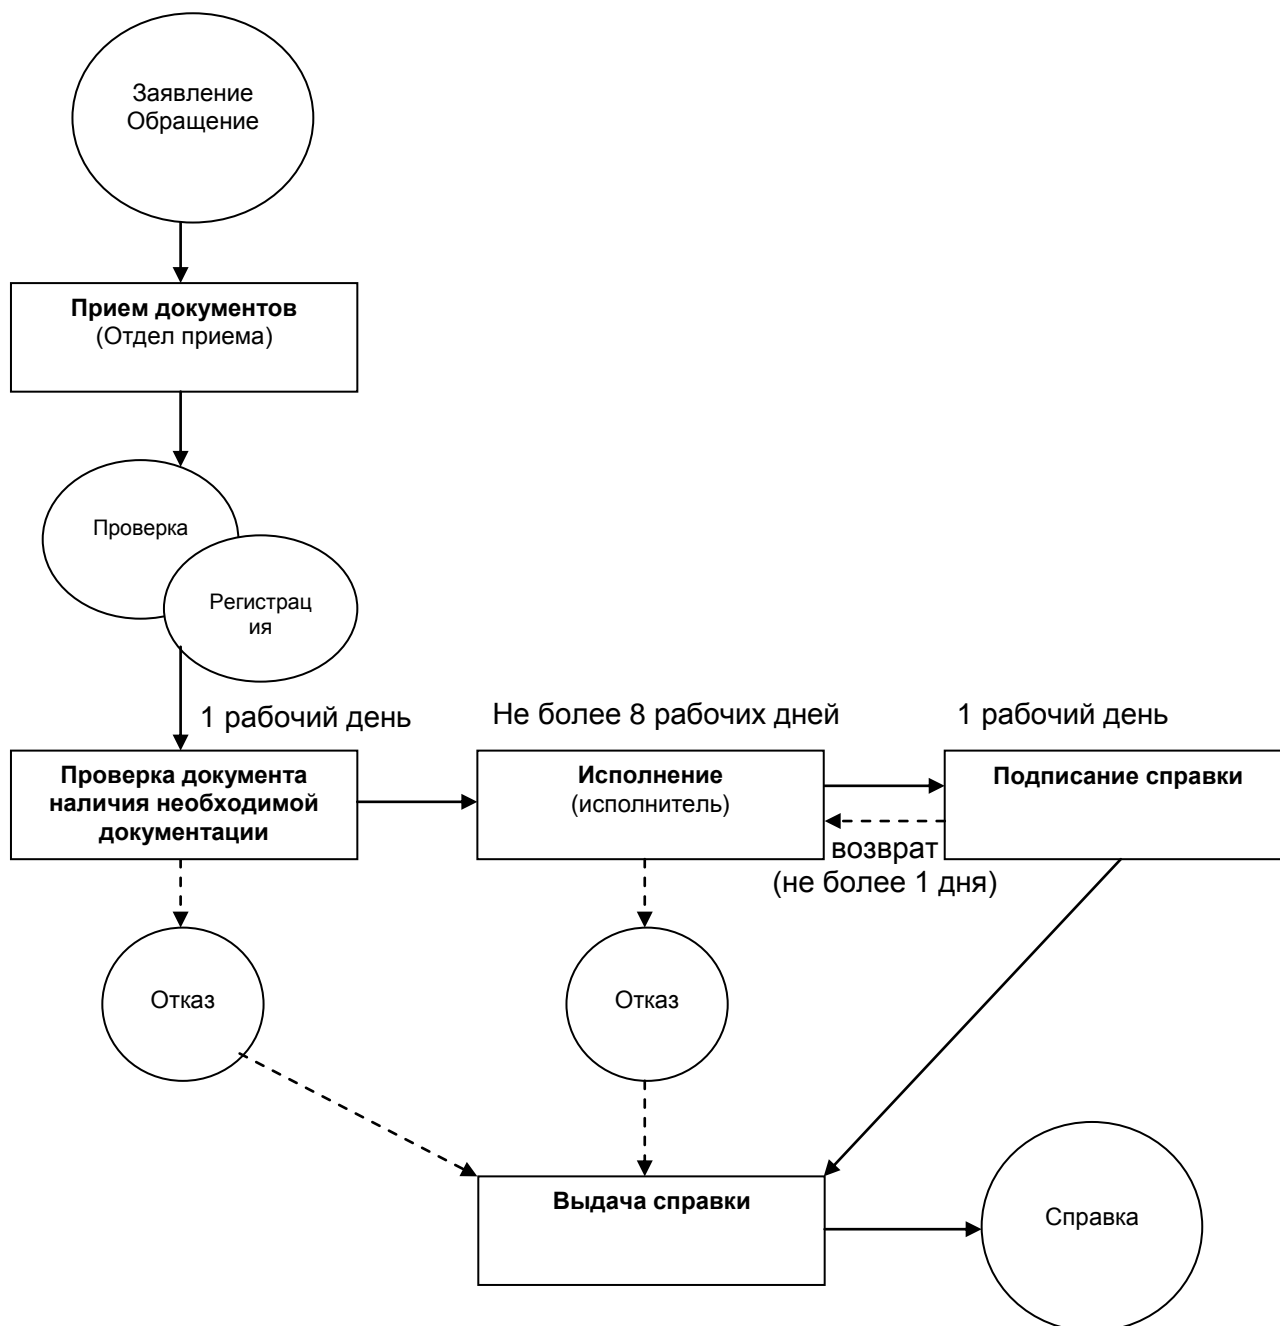 Заявление
Обращение
Прием документов
(Отдел приема)
Проверка
Регистрац
ия
1 рабочий день
Не более 8 рабочих дней
1 рабочий день
Проверка документа
наличия необходимой
документации
Исполнение
(исполнитель)
Подписание справки
возврат
(не более 1 дня)
Отказ
Отказ
Выдача справки
Справка